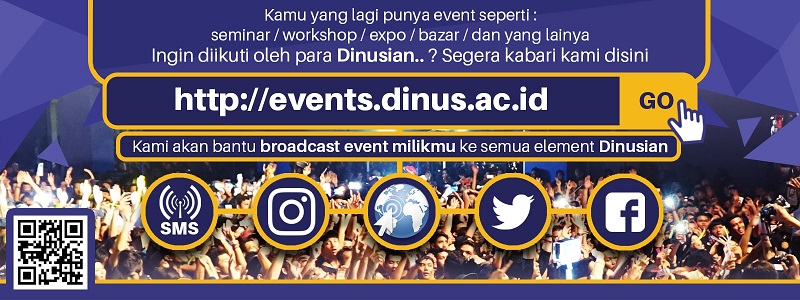 Kamu yang lagi punya event seperti :
seminar / workshop / expo / bazar / dan yang lainya
Ingin diikuti oleh para Dinusian.. ? Segera kabari kami disini
http://events.dinus.ac.id GO
Kami akan bantu broadcast event milikmu ke semua element Dinusian
SMS